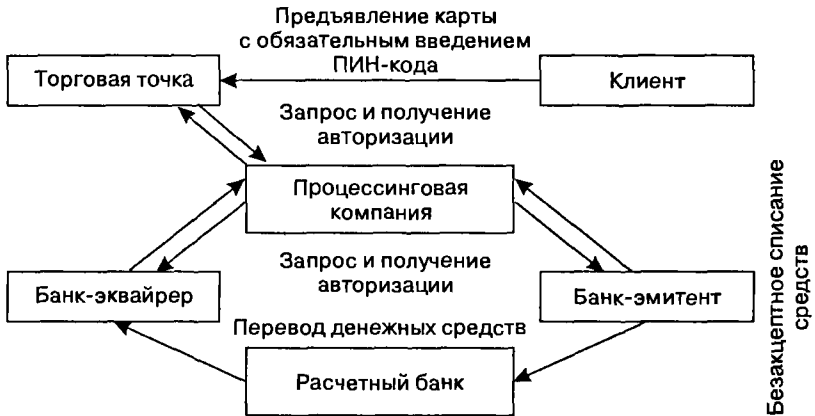 Предъявление карты
с обязательным введением
ПИН-кода
Торговая точка
Клиент
Запрос и получение
авторизации
Процессинговая
компания
Запрос и получение
авторизации
Банк-эквайрер
Банк-эмитент
Перевод денежных средств
Расчетный банк
Безакцептное списание
средств